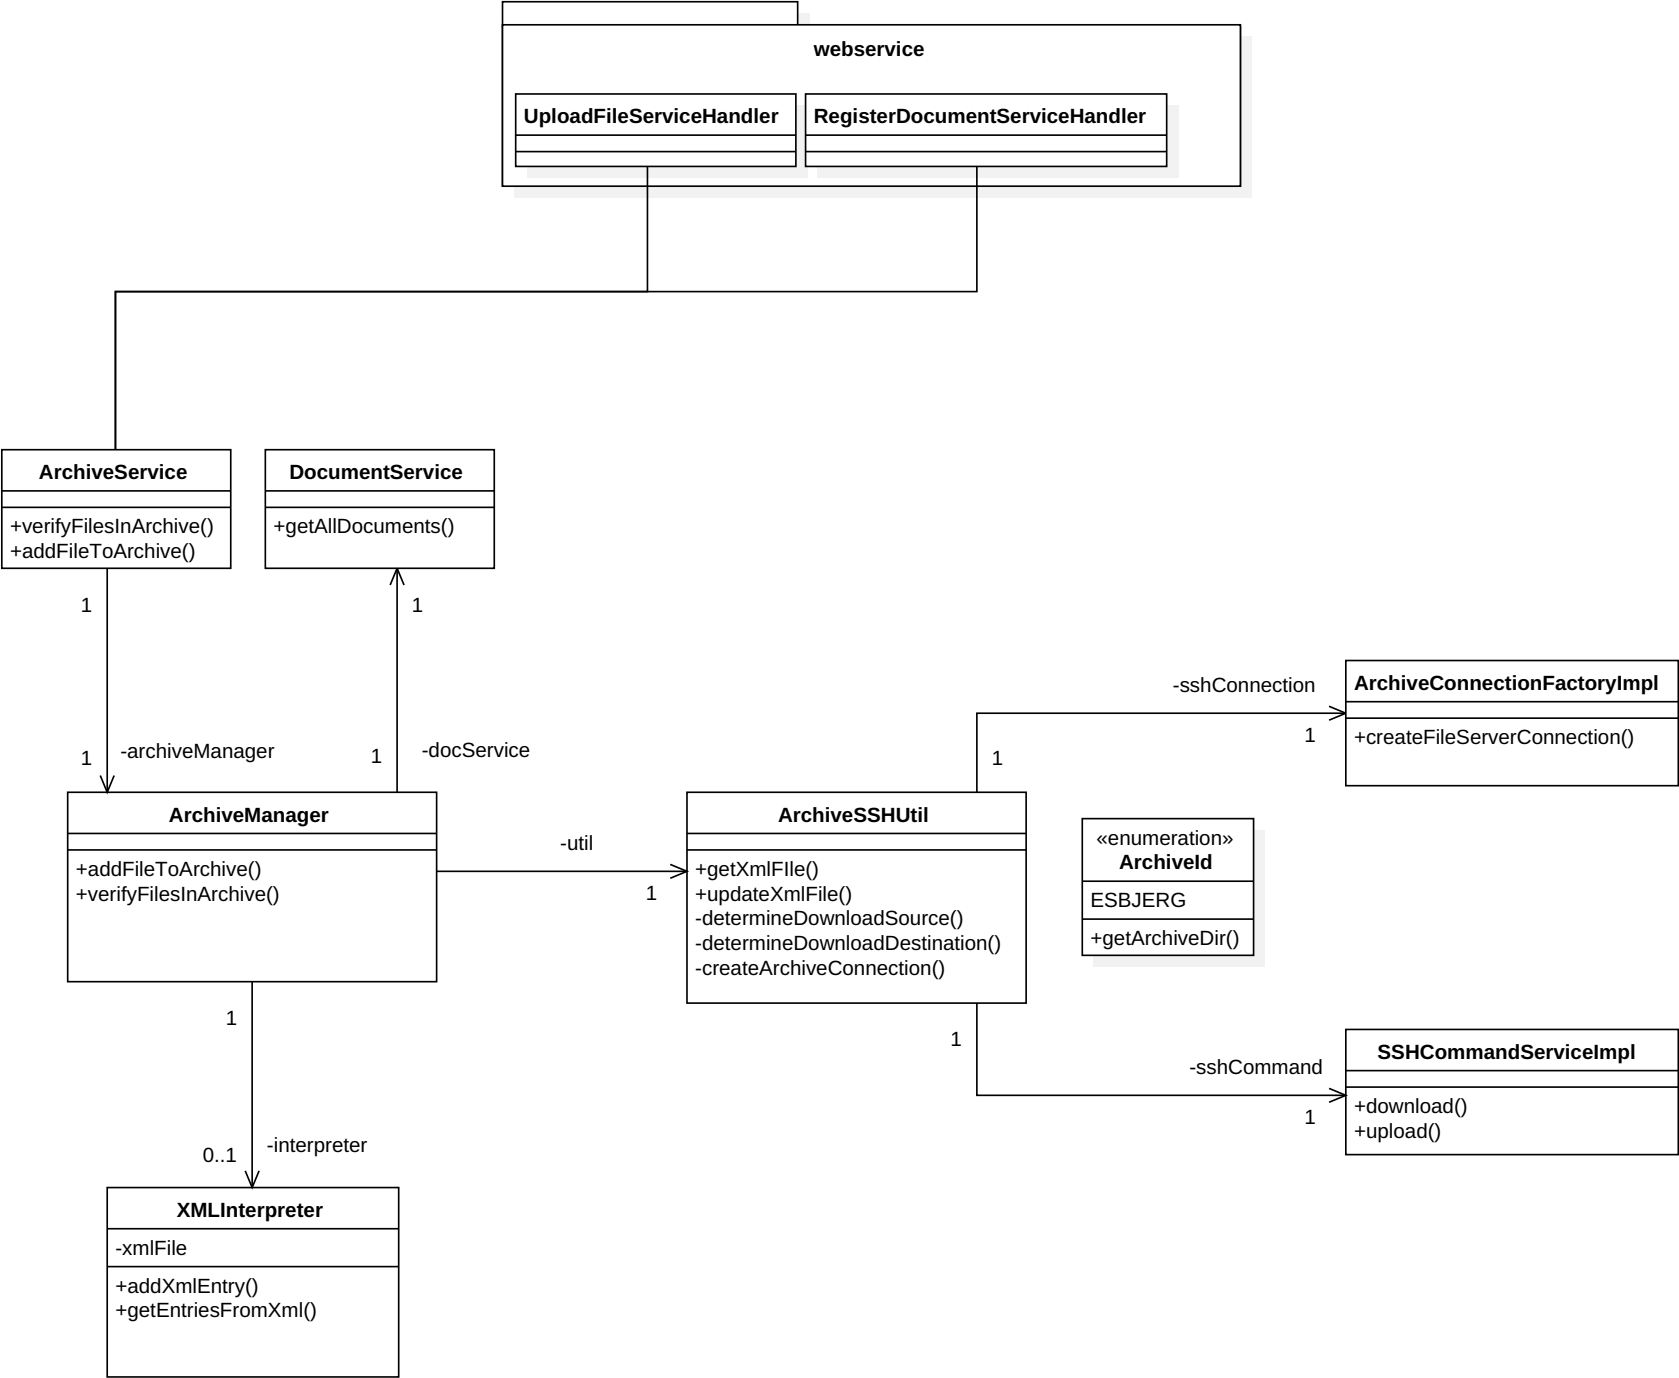 webservice
UploadFileServiceHandler
RegisterDocumentServiceHandler
ArchiveService
+verifyFilesInArchive()
+addFileToArchive()
DocumentService
+getAllDocuments()
1
1
1
-archiveManager
1
-docService
-sshConnection
1
1
ArchiveConnectionFactoryImpl
+createFileServerConnection()
ArchiveManager
+addFileToArchive()
+verifyFilesInArchive()
-util
1
ArchiveSSHUtil
+getXmlFIle()
+updateXmlFile()
-determineDownloadSource()
-determineDownloadDestination()
-createArchiveConnection()
«enumeration»
ArchiveId
ESBJERG
+getArchiveDir()
1
0..1
-interpreter
1
-sshCommand
1
SSHCommandServiceImpl
+download()
+upload()
XMLInterpreter
-xmlFile
+addXmlEntry()
+getEntriesFromXml()